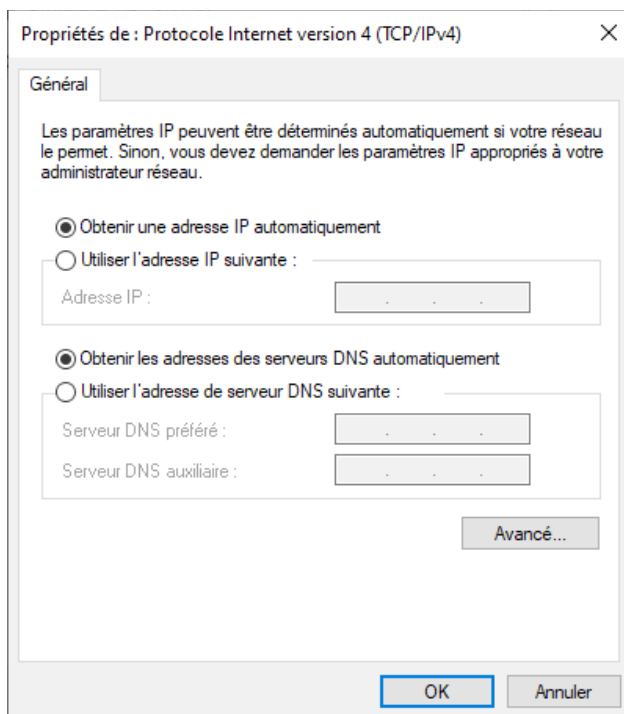 Propriétés de : Protocole Internet version 4 (TCP/IPv4)
Général
Les paramètres IP peuvent être déterminés automatiquement si votre réseau
le permet. Sinon, vous devez demander les paramètres IP appropriés à votre
administrateur réseau.
Obtenir une adresse IP automatiquement
Utiliser l'adresse IP suivante :
Adresse IP :
Obtenir les adresses des serveurs DNS automatiquement
Utiliser l'adresse de serveur DNS suivante :
Serveur DNS préféré :
Serveur DNS auxiliaire :
Avancé...
OK
Annuler